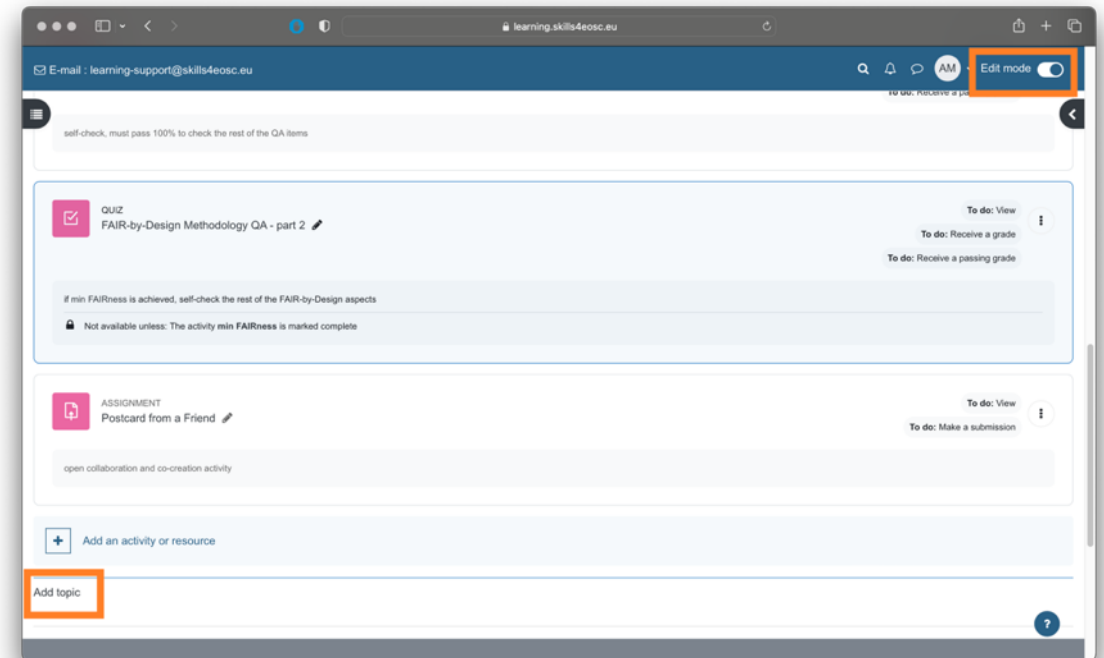 learning.skills4eosc.eu
E-mail : learning-support@skills4eosc.eu
AM
Edit mode
To do: Receive a pa
self-check, must pass 100% to check the rest of the QA items
QUIZ
FAIR-by-Design Methodology QA - part 2
To do: View
To do: Receive a grade
To do: Receive a passing grade
if min FAIRness is achieved, self-check the rest of the FAIR-by-Design aspects
Not available unless: The activity min FAIRness is marked complete
ASSIGNMENT
Postcard from a Friend
To do: View
To do: Make a submission
open collaboration and co-creation activity
+ Add an activity or resource
Add topic
?